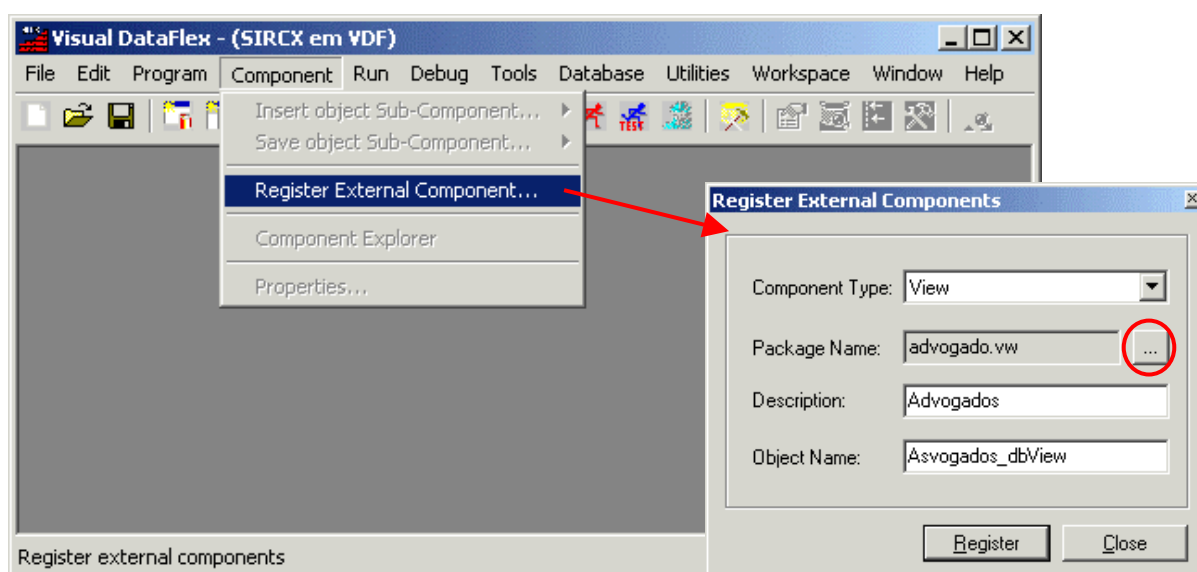 Visual DataFlex - (SIRCX em VDF)
File Edit Program Component Run Debug Tools Database Utilities Workspace Window Help
TEST
Insert object Sub-Component...
Save object Sub-Component...
Register External Component...
Component Explorer
Properties...
Register external components
Register External Components
Component Type: View
Package Name: advogado.vw ...
Description: Advogados
Object Name: Asvogados_dbView
Register Close